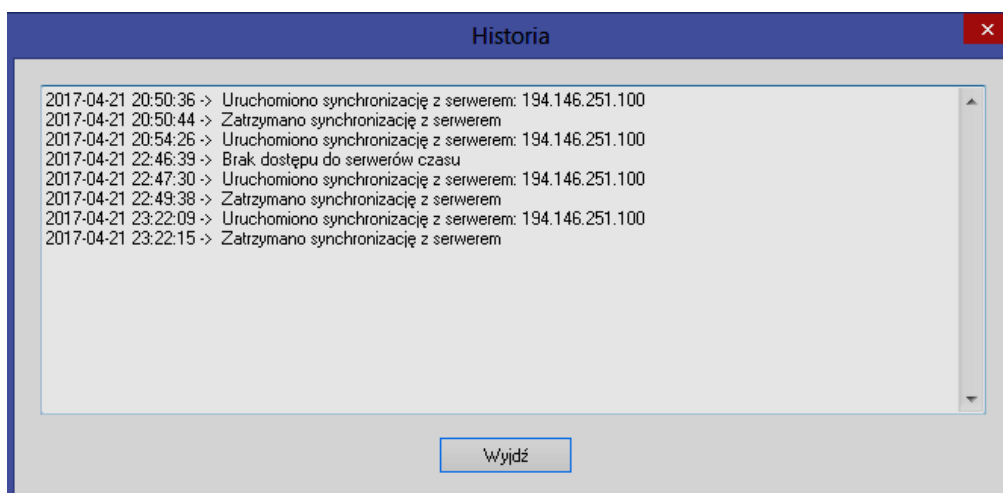 Historia
2017-04-21 20:50:36 -> Uruchomiono synchronizację z serwerem: 194.146.251.100
2017-04-21 20:50:44 -> Zatrzymano synchronizację z serwerem
2017-04-21 20:54:26 -> Uruchomiono synchronizację z serwerem: 194.146.251.100
2017-04-21 22:46:39 -> Brak dostępu do serwerów czasu
2017-04-21 22:47:30 -> Uruchomiono synchronizację z serwerem: 194.146.251.100
2017-04-21 22:49:38 -> Zatrzymano synchronizację z serwerem
2017-04-21 23:22:09 -> Uruchomiono synchronizację z serwerem: 194.146.251.100
2017-04-21 23:22:15 -> Zatrzymano synchronizację z serwerem
Wyjdź